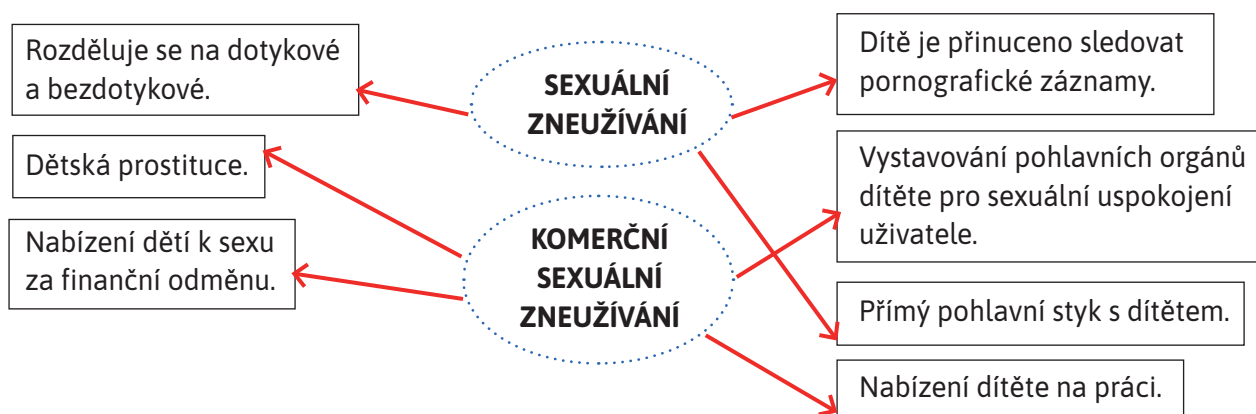 Rozděluje se na dotykové
a bezdotykové.
Dětská prostituce.
Nabízení dětí k sexu
za finanční odměnu.
SEXUÁLNÍ
ZNEUŽÍVÁNÍ
KOMERČNÍ
SEXUÁLNÍ
ZNEUŽÍVÁNÍ
Dítě je přinuceno sledovat
pornografické záznamy.
Vystavování pohlavních orgánů
dítěte pro sexuální uspokojení
uživatele.
Přímý pohlavní styk s dítětem.
Nabízení dítěte na práci.